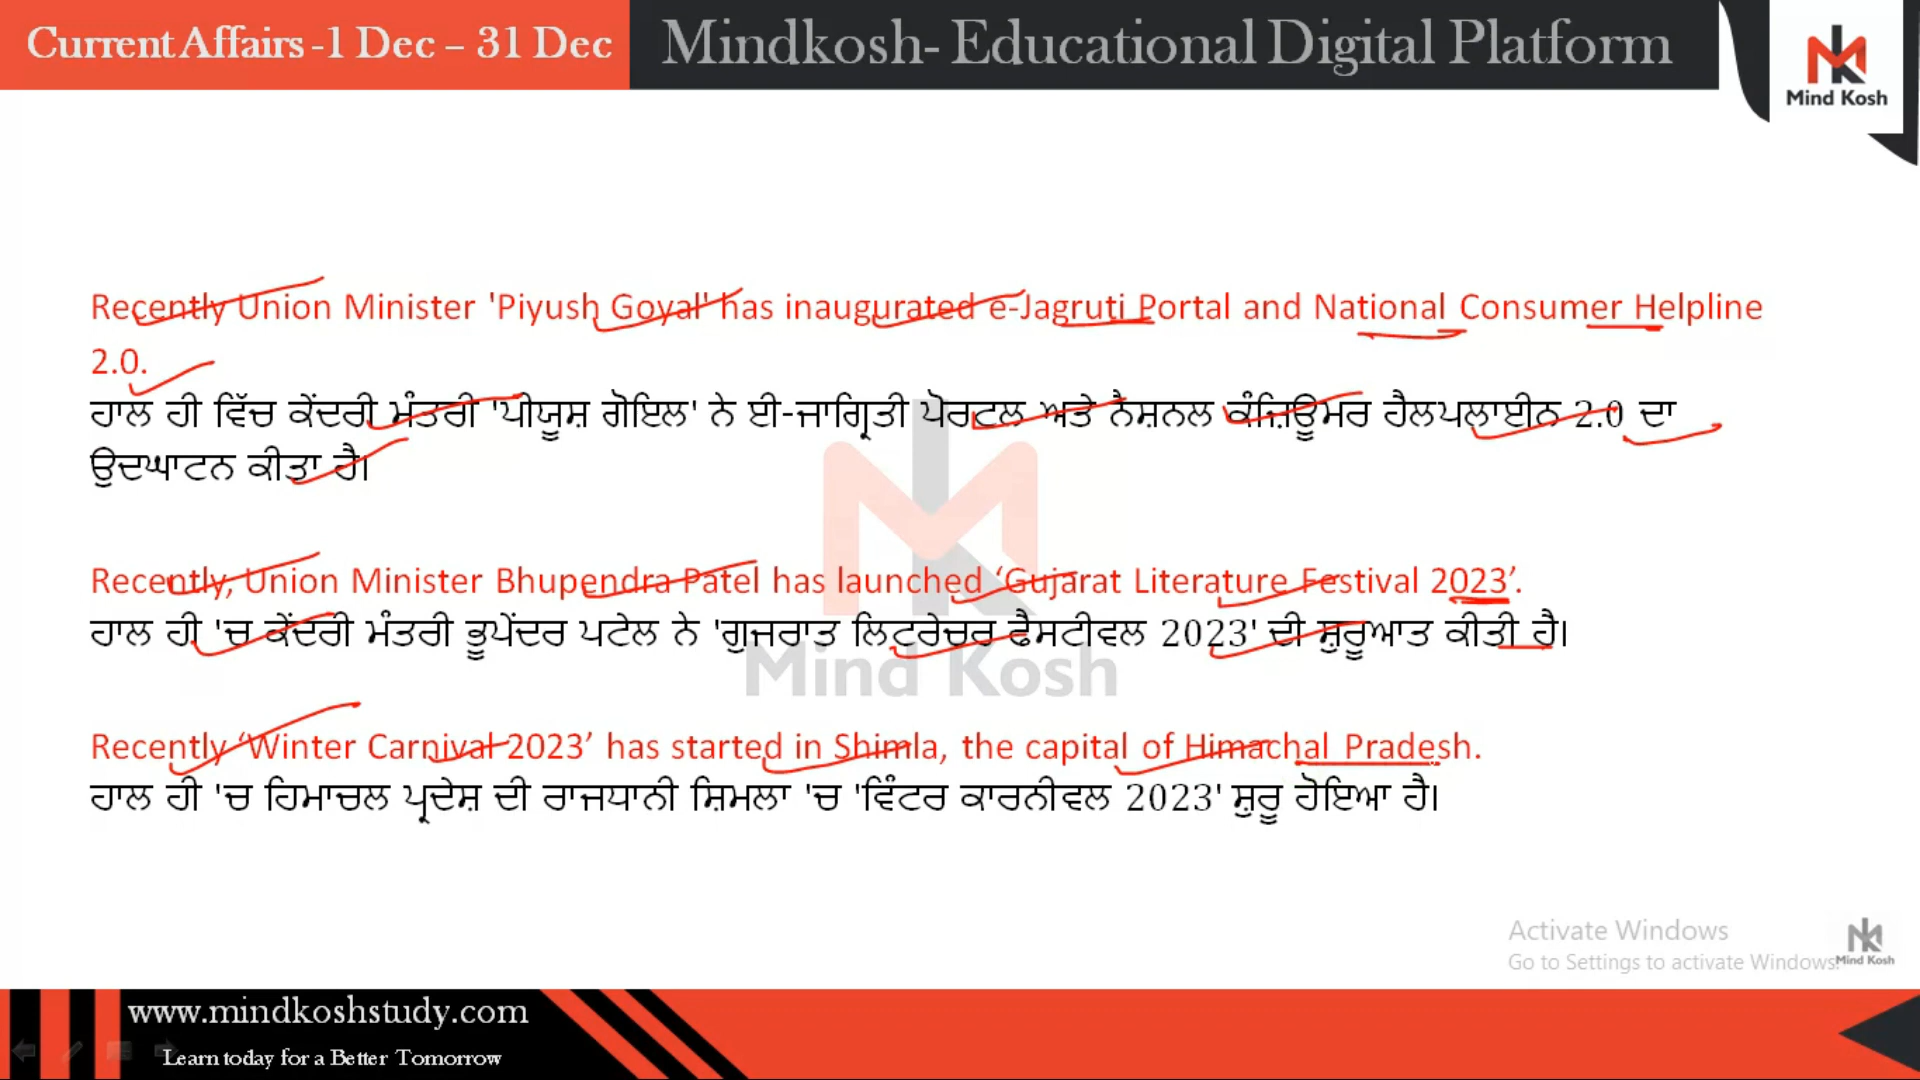 Current Affairs -1 Dec – 31 Dec
Mindkosh- Educational Digital Platform
Mind Kosh
Recently Union Minister 'Piyush Goyal' has inaugurated e-Jagruti Portal and National Consumer Helpline
2.0.
ਹਾਲ ਹੀ ਵਿੱਚ ਕੇਂਦਰੀ ਮੰਤਰੀ 'ਪੀਯੂਸ਼ ਗੋਇਲ' ਨੇ ਈ-ਜਾਗ੍ਰਿਤੀ ਪੋਰਟਲ ਅਤੇ ਨੈਸ਼ਨਲ ਕੰਜ਼ਿਊਮਰ ਹੈਲਪਲਾਈਨ 2.0 ਦਾ
ਉਦਘਾਟਨ ਕੀਤਾ ਹੈ।
Recently, Union Minister Bhupendra Patel has launched ‘Gujarat Literature Festival 2023’.
ਹਾਲ ਹੀ 'ਚ ਕੇਂਦਰੀ ਮੰਤਰੀ ਭੂਪੇਂਦਰ ਪਟੇਲ ਨੇ 'ਗੁਜਰਾਤ ਲਿਟਰੇਚਰ ਫੈਸਟੀਵਲ 2023' ਦੀ ਸ਼ੁਰੂਆਤ ਕੀਤੀ ਹੈ।
Mind Kosh
Recently ‘Winter Carnival 2023’ has started in Shimla, the capital of Himachal Pradesh.
ਹਾਲ ਹੀ 'ਚ ਹਿਮਾਚਲ ਪ੍ਰਦੇਸ਼ ਦੀ ਰਾਜਧਾਨੀ ਸ਼ਿਮਲਾ 'ਚ 'ਵਿੰਟਰ ਕਾਰਨੀਵਲ 2023' ਸ਼ੁਰੂ ਹੋਇਆ ਹੈ।
Activate Windows
Go to Settings to activate Windows.
Mind Kosh
www.mindkoshstudy.com
Learn today for a Better Tomorrow